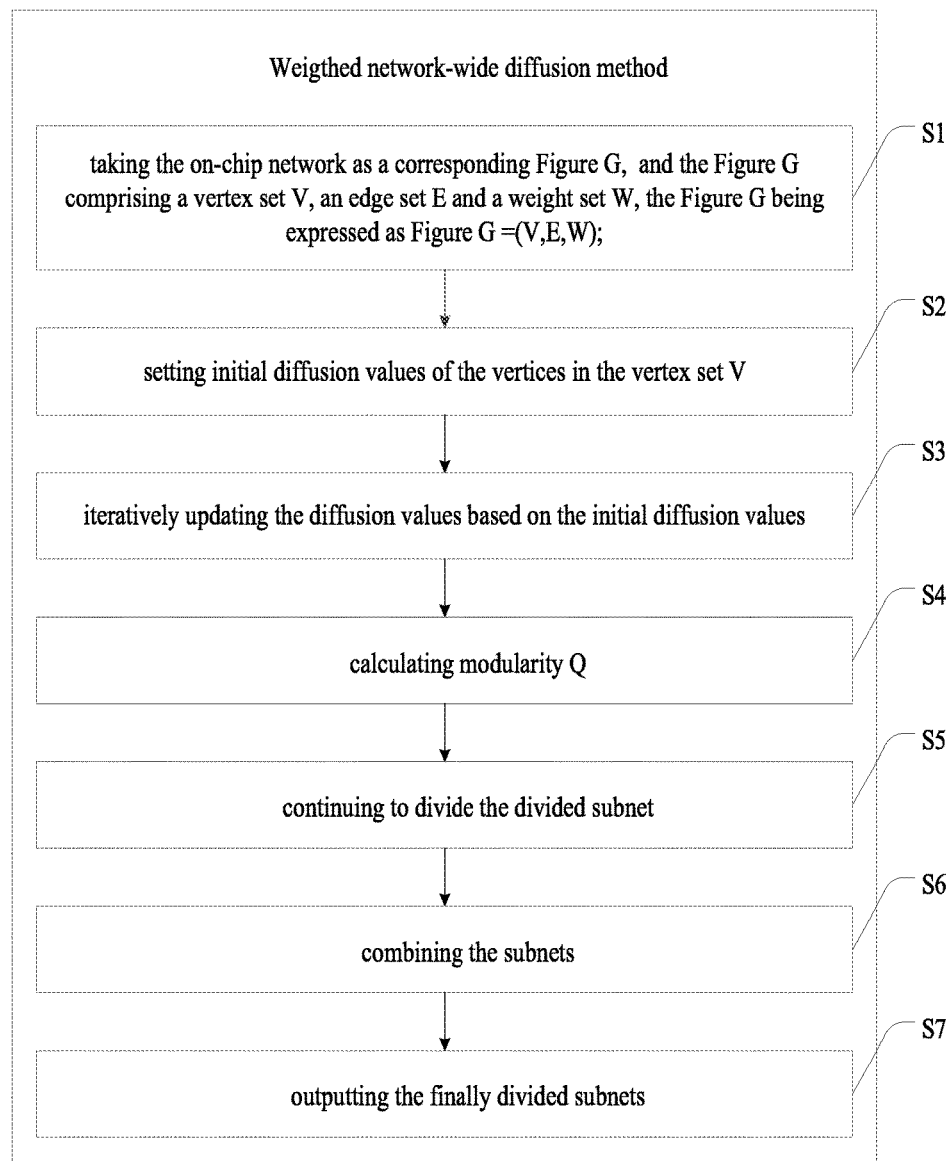 Weigthed network-wide diffusion method
S1
taking the on-chip network as a corresponding Figure G, and the Figure G
comprising a vertex set V, an edge set E and a weight set W, the Figure G being
expressed as Figure G =(V,E,W);
S2
setting initial diffusion values of the vertices in the vertex set V
S3
iteratively updating the diffusion values based on the initial diffusion values
S4
calculating modularity Q
S5
continuing to divide the divided subnet
S6
combining the subnets
S7
outputting the finally divided subnets